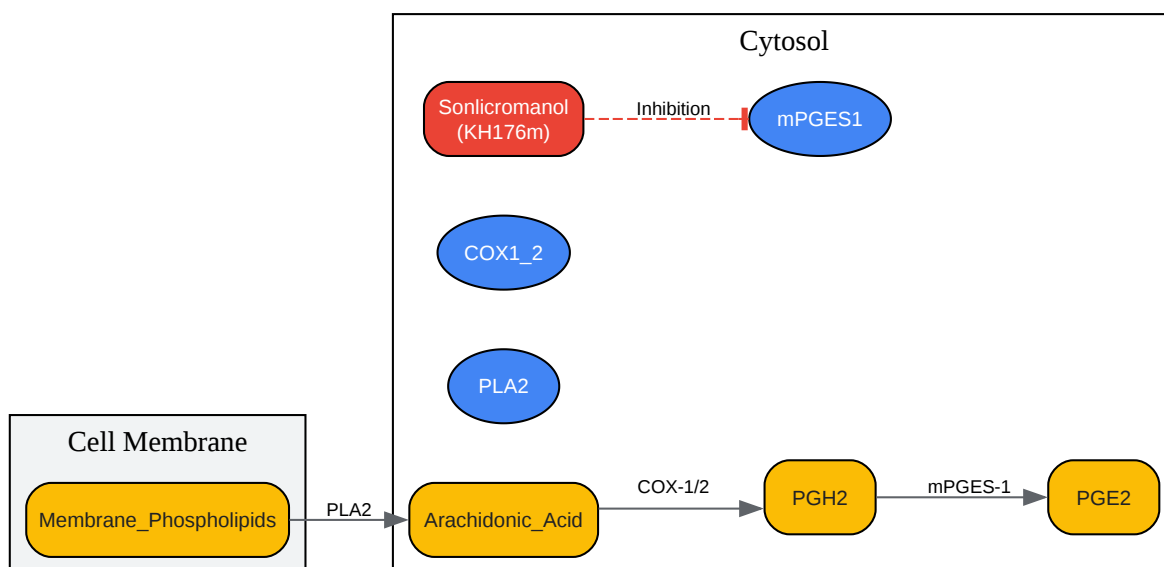 Cytosol
Sonlicromanol
(KH176m)
Inhibition
mPGES1
COX1_2
PLA2
Cell Membrane
Membrane_Phospholipids
PLA2
Arachidonic_Acid
COX-1/2
PGH2
mPGES-1
PGE2